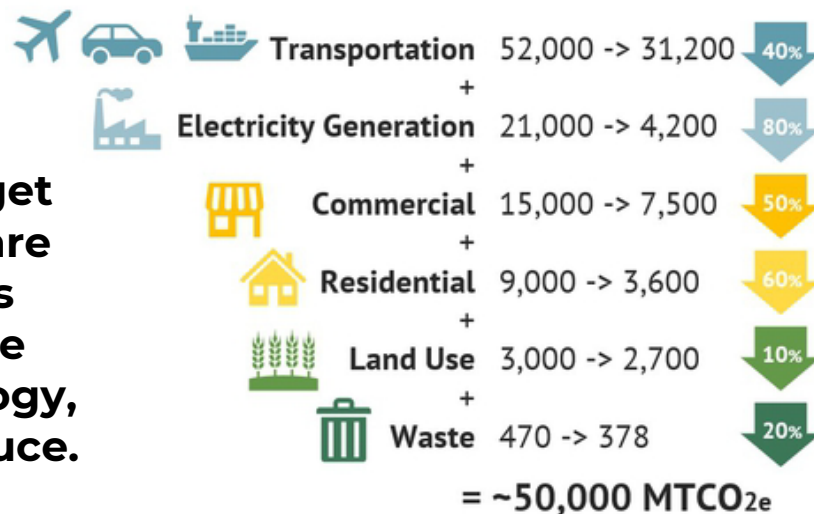 Transportation 52,000 -> 31,200 40%
+
Electricity Generation 21,000 -> 4,200 80%
+
get
Commercial 15,000 -> 7,500 50%
are
+
s
Residential 9,000 -> 3,600 60%
e
+
Land Use 3,000 -> 2,700 10%
ogy,
+
uce.
Waste 470 -> 378 20%
= ~50,000 MTCO2e